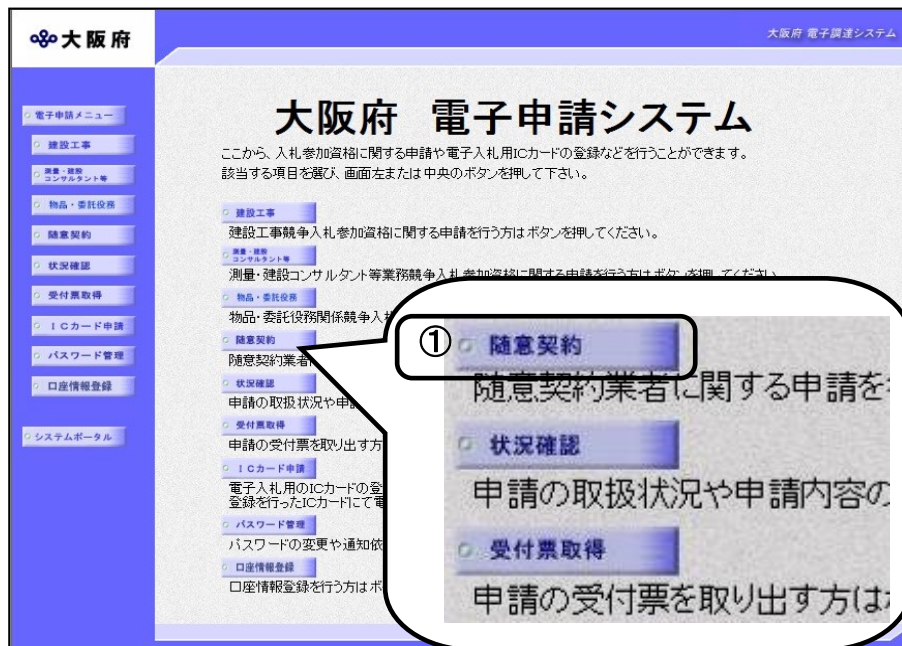 大阪府
大阪府 電子調達システム
電子申請メニュー
建設工事
測量・建設
コンサルタント等
物品・委託役務
随意契約
状況確認
受付票取得
ICカード申請
パスワード管理
口座情報登録
システムポータル
大阪府 電子申請システム
ここから、入札参加資格に関する申請や電子入札用ICカードの登録などを行うことができます。
該当する項目を選び、画面左または中央のボタンを押して下さい。
建設工事
建設工事競争入札参加資格に関する申請を行う方はボタンを押してください。
測量・建設
コンサルタント等
測量・建設コンサルタント等業務競争入札参加資格に関する申請を行う方はボタンを押してください
物品・委託役務
物品・委託役務関係競争入
随意契約
随意契約業者
状況確認
申請の取扱状況や申
受付票取得
申請の受付票を取り出す方
ICカード申請
電子入札用のICカードの登
登録を行ったICカードにて電
パスワード管理
パスワードの変更や通知依
口座情報登録
口座情報登録を行う方はボ
① 随意契約
随意契約業者に関する申請を
状況確認
申請の取扱状況や申請内容の
受付票取得
申請の受付票を取り出す方は